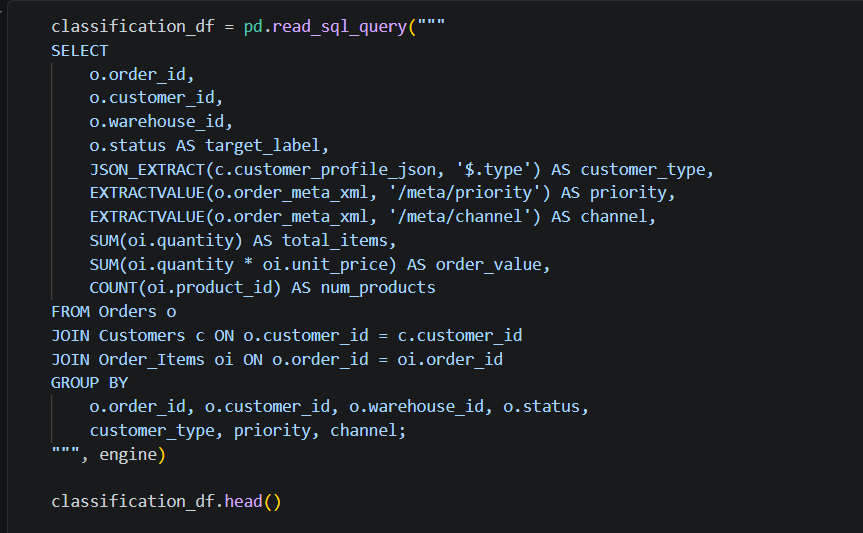 classification_df = pd.read_sql_query("""
SELECT
    o.order_id,
    o.customer_id,
    o.warehouse_id,
    o.status AS target_label,
    JSON_EXTRACT(c.customer_profile_json, '$.type') AS customer_type,
    EXTRACTVALUE(o.order_meta_xml, '/meta/priority') AS priority,
    EXTRACTVALUE(o.order_meta_xml, '/meta/channel') AS channel,
    SUM(oi.quantity) AS total_items,
    SUM(oi.quantity * oi.unit_price) AS order_value,
    COUNT(oi.product_id) AS num_products
FROM Orders o
JOIN Customers c ON o.customer_id = c.customer_id
JOIN Order_Items oi ON o.order_id = oi.order_id
GROUP BY
    o.order_id, o.customer_id, o.warehouse_id, o.status,
    customer_type, priority, channel;
""", engine)
classification_df.head()